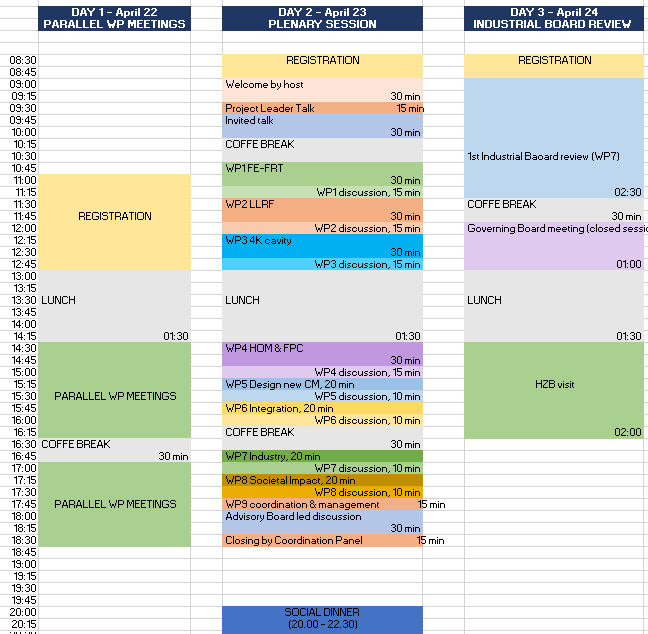 DAY 1 - April 22
PARALLEL WP MEETINGS
DAY 2 - April 23
PLENARY SESSION
DAY 3 - April 24
INDUSTRIAL BOARD REVIEW
08:30 REGISTRATION REGISTRATION
08:45
09:00 Welcome by host
09:15 30 min
09:30 Project Leader Talk 15 min
09:45 Invited talk
10:00 30 min
10:15 COFFE BREAK
10:30 1st Industrial Baoard review (WP7)
10:45 WP1 FE-FRT
11:00 30 min
11:15 WP1 discussion, 15 min 02:30
11:30 WP2 LLRF COFFE BREAK
11:45 REGISTRATION 30 min 30 min
12:00 WP2 discussion, 15 min Governing Board meeting (closed sessic
12:15 WP3 4K cavity
12:30 30 min
12:45 WP3 discussion, 15 min 01:00
13:00
13:15
13:30 LUNCH LUNCH LUNCH
13:45
14:00
14:15 01:30 01:30 01:30
14:30 WP4 HOM & FPC
14:45 30 min
15:00 WP4 discussion, 15 min
15:15 WP5 Design new CM, 20 min HZB visit
15:30 PARALLEL WP MEETINGS WP5 discussion, 10 min
15:45 WP6 Integration, 20 min
16:00 WP6 discussion, 10 min
16:15 COFFE BREAK 02:00
16:30 COFFE BREAK 30 min
16:45 30 min WP7 Industry, 20 min
17:00 WP7 discussion, 10 min
17:15 WP8 Societal Impact, 20 min
17:30 WP8 discussion, 10 min
17:45 PARALLEL WP MEETINGS WP9 coordination & management 15 min
18:00 Advisory Board led discussion
18:15 30 min
18:30 Closing by Coordination Panel 15 min
18:45
19:00
19:15
19:30
19:45
20:00 SOCIAL DINNER
20:15 (20.00 - 22.30)